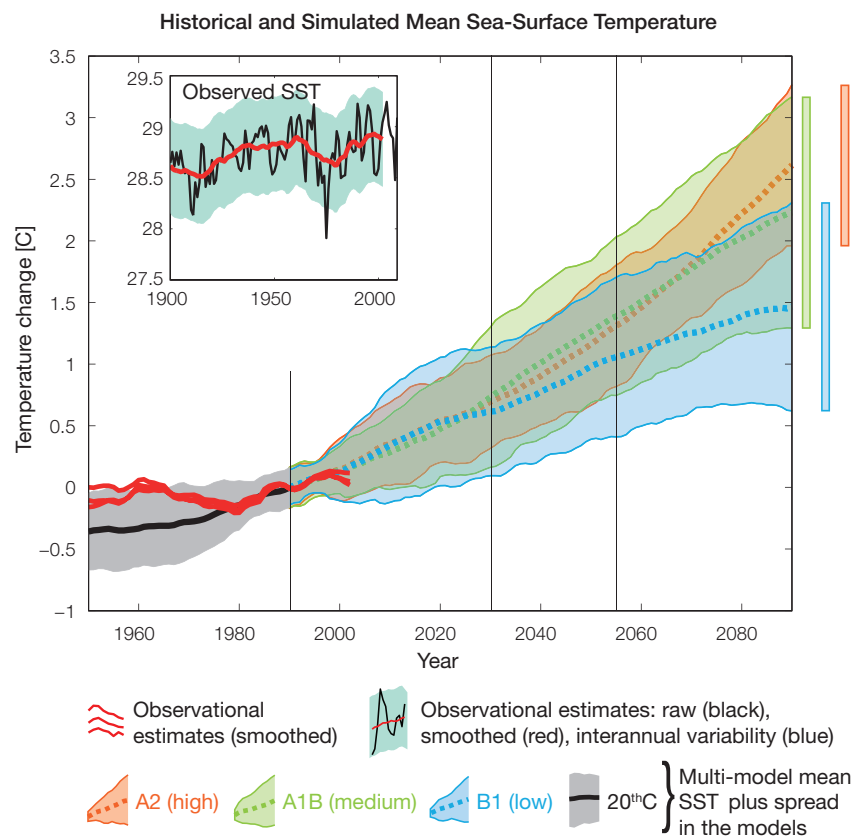 Historical and Simulated Mean Sea-Surface Temperature
3.5
3
2.5
2
1.5
1
0.5
0
−0.5
−1
Temperature change [C]
29.5
29
28.5
28
27.5
Observed SST
1900
1950
2000
1960
1980
2000
2020
2040
2060
2080
Year
Observational
estimates (smoothed)
Observational estimates: raw (black),
smoothed (red), interannual variability (blue)
A2 (high)
A1B (medium)
B1 (low)
20thC
Multi-model mean
SST plus spread
in the models